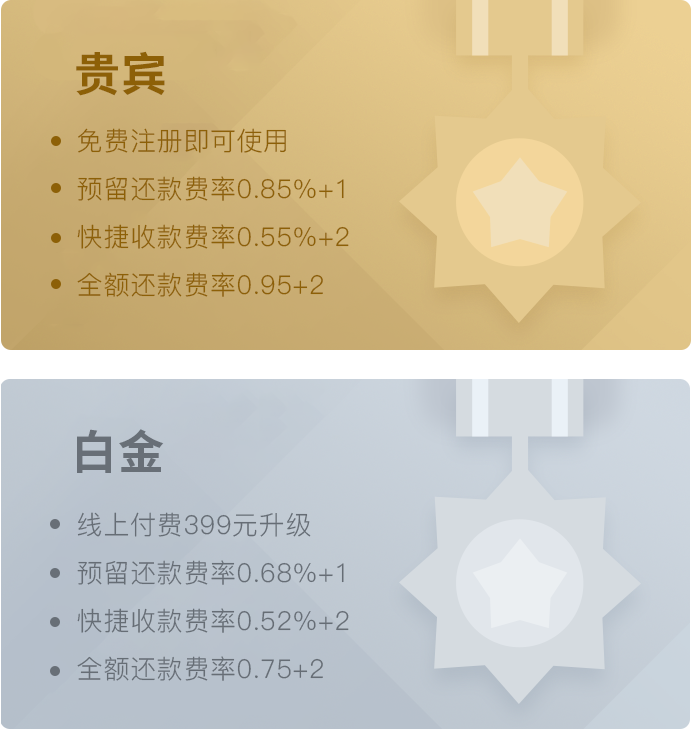 贵宾
免费注册即可使用
预留还款费率0.85%+1
快捷收款费率0.55%+2
全额还款费率0.95+2
白金
线上付费399元升级
预留还款费率0.68%+1
快捷收款费率0.52%+2
全额还款费率0.75+2